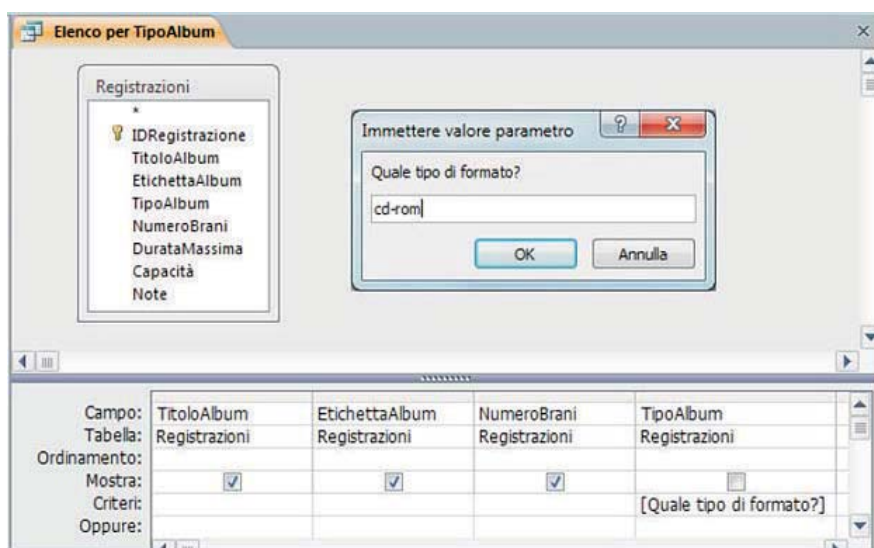 Elenco per TipoAlbum
Registrazioni
*
IDRegistrazione
TitoloAlbum
EtichettaAlbum
TipoAlbum
NumeroBrani
DurataMassima
Capacità
Note
Immettere valore parametro
Quale tipo di formato?
cd-rom
OK Annulla
Campo: TitoloAlbum EtichettaAlbum NumeroBrani TipoAlbum
Tabella: Registrazioni Registrazioni Registrazioni Registrazioni
Ordinamento:
Mostra:
Criteri: [Quale tipo di formato?]
Oppure: